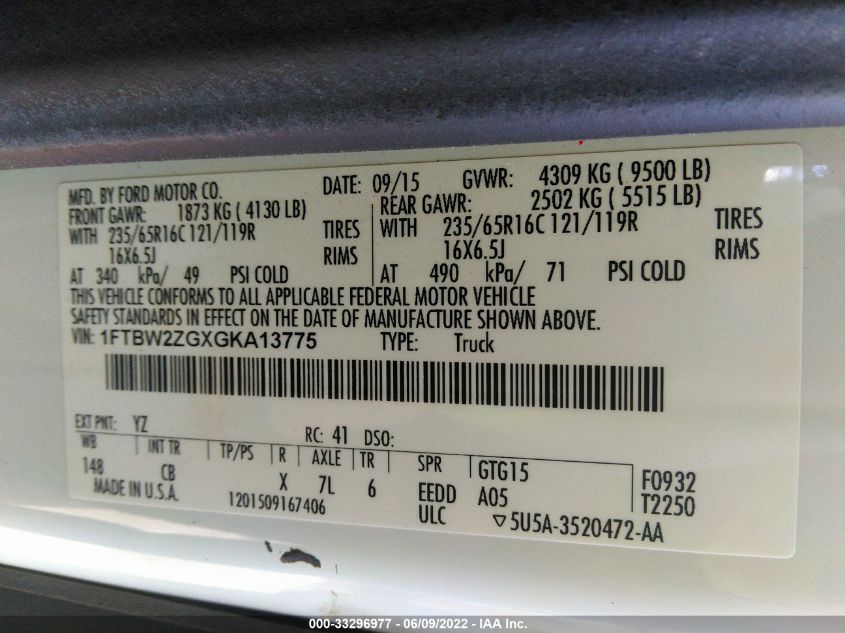 MFD. BY FORD MOTOR CO. DATE: 09/15 GVWR: 4309 KG ( 9500 LB)
FRONT GAWR: 1873 KG ( 4130 LB) REAR GAWR: 2502 KG ( 5515 LB)
WITH 235/65R16C 121/119R TIRES WITH 235/65R16C 121/119R TIRES
16X6.5J RIMS 16X6.5J RIMS
AT 340 kPa/ 49 PSI COLD AT 490 kPa/ 71 PSI COLD
THIS VEHICLE CONFORMS TO ALL APPLICABLE FEDERAL MOTOR VEHICLE
SAFETY STANDARDS IN EFFECT ON THE DATE OF MANUFACTURE SHOWN ABOVE.
VIN: 1FTBW2ZGXGKA13775 TYPE: Truck
EXT PNT: YZ RC: 41 DSO:
WB INT TR TP/PS R AXLE TR SPR GTG15 F0932
148 CB X 7L 6 EEDD A05 T2250
MADE IN U.S.A. 1201509167406 ULC ▽5U5A-3520472-AA
000-33296977 - 06/09/2022 - IAA Inc.